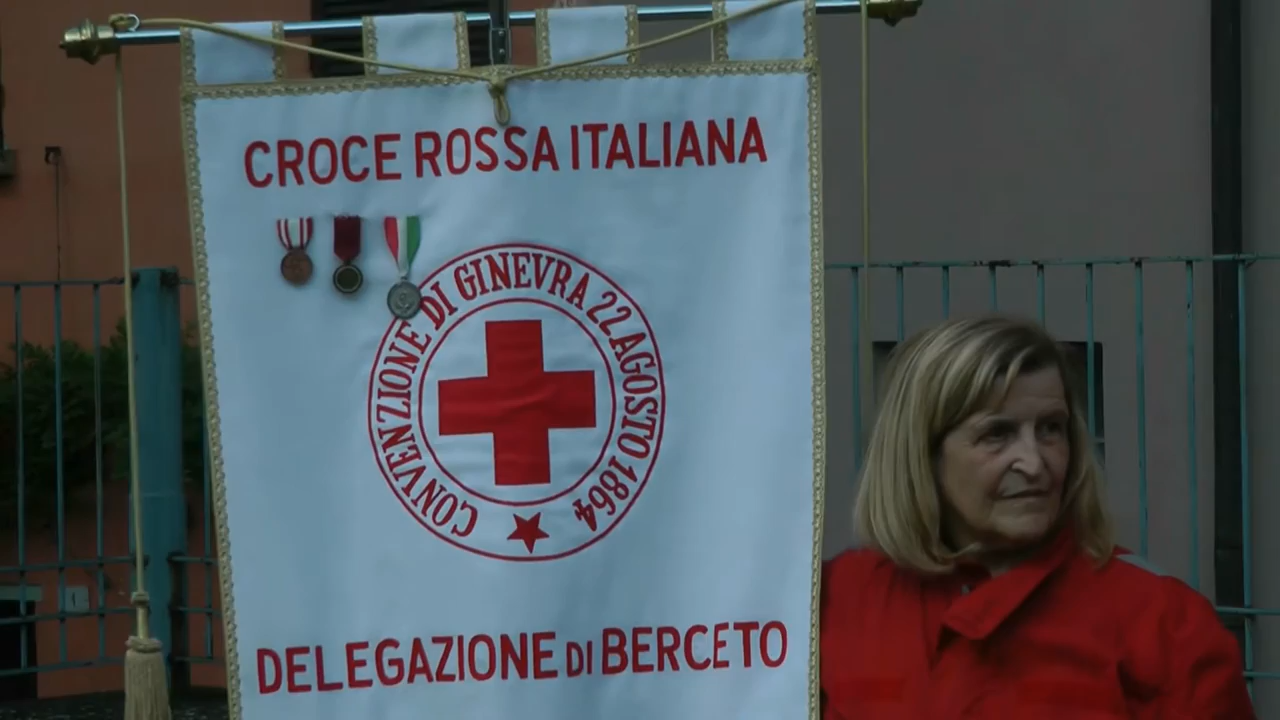 CROCE ROSSA ITALIANA
CONVENZIONE DI GINEVRA 22 AGOSTO 1864
DELEGAZIONE DI BERCETO